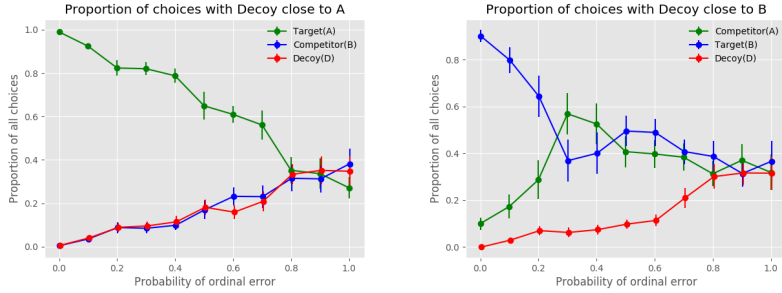 Proportion of choices with Decoy close to A
Proportion of all Choices
1.0
0.8
0.6
0.4
0.2
0.0
Target(A)
Competitor(B)
Decoy(D)
0.0 0.2 0.4 0.6 0.8 1.0
Probability of ordinal error
Proportion of choices with Decoy close to B
Proportion of all choices
1.0
0.8
0.6
0.4
0.2
0.0
Competitor(A)
Target(B)
Decoy(D)
0.0 0.2 0.4 0.6 0.8 1.0
Probability of ordinal error